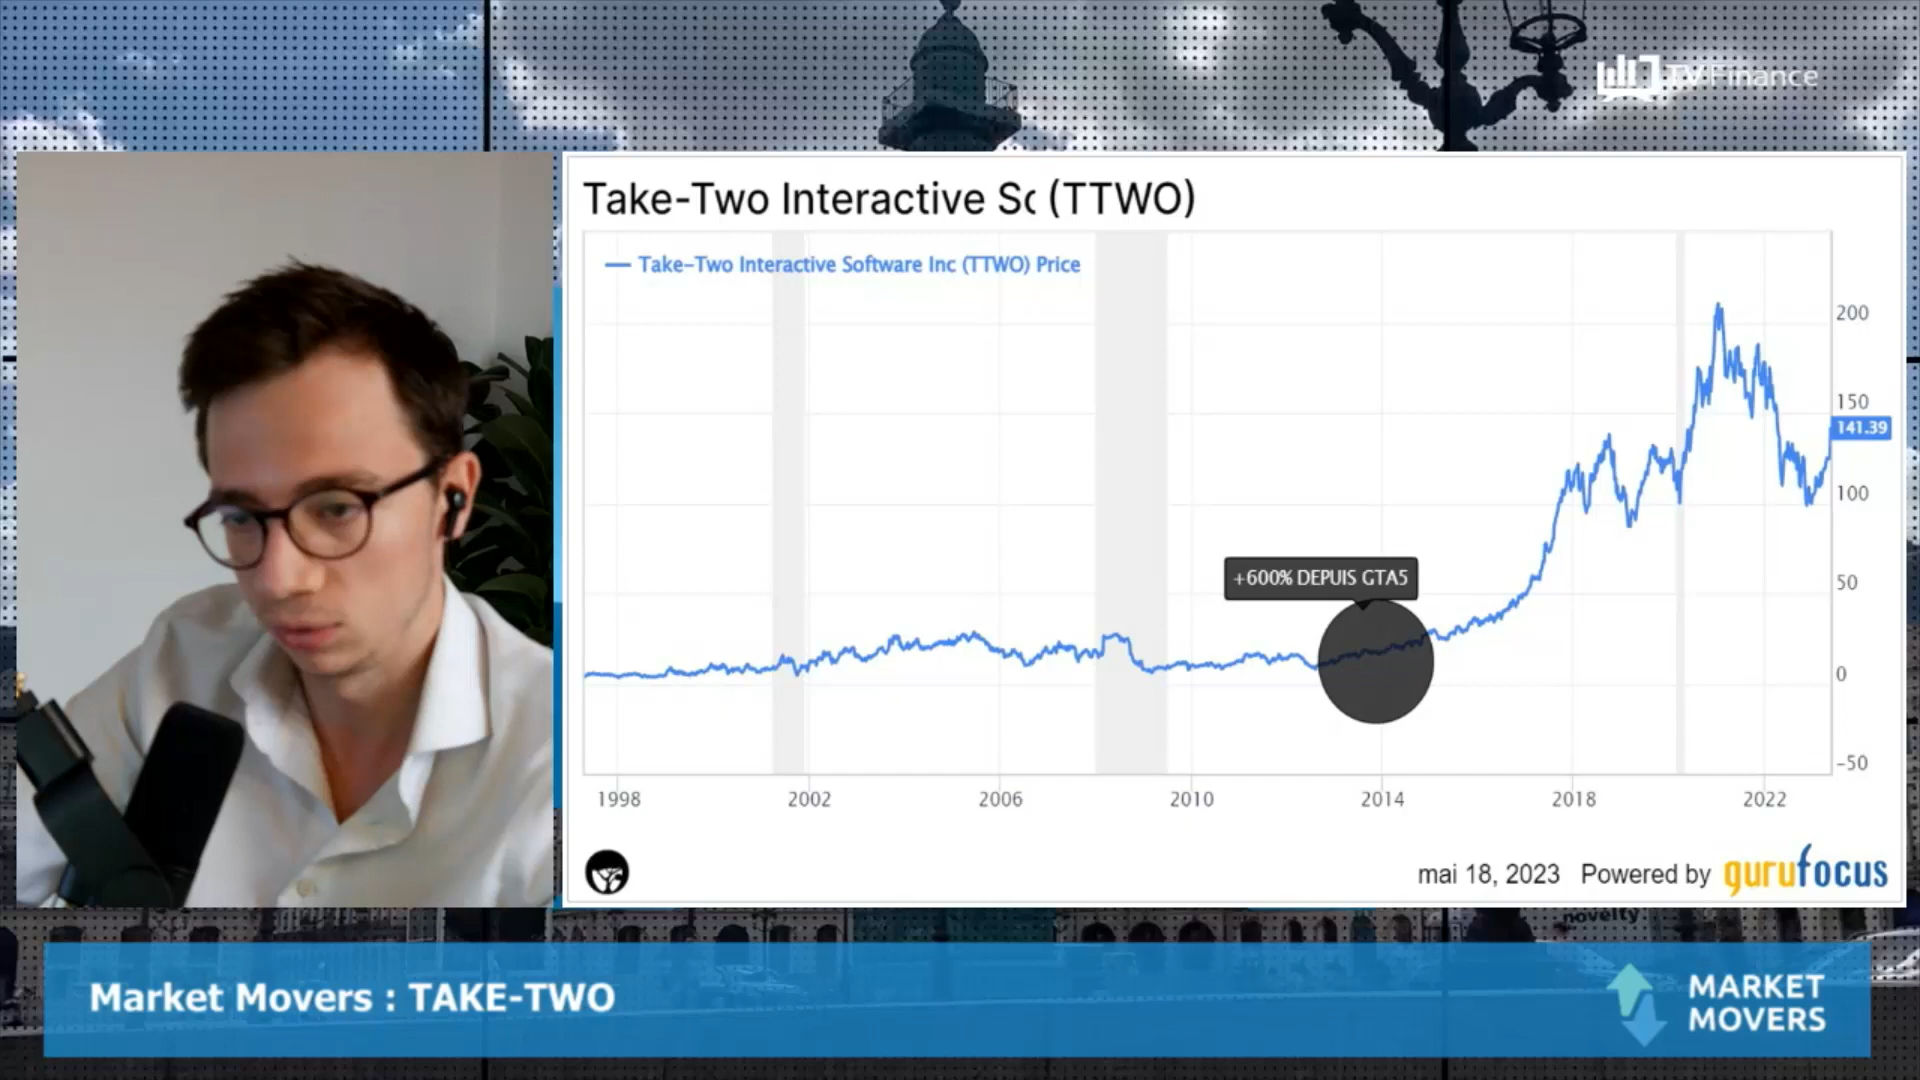 TV Finance
Take-Two Interactive Sc (TTWO)
Take-Two Interactive Software Inc (TTWO) Price
200
150
141.39
100
+600% DEPUIS GTA5
50
0
-50
1998 2002 2006 2010 2014 2018 2022
mai 18, 2023 Powered by gurufocus
novelty
Market Movers : TAKE-TWO
MARKET
MOVERS